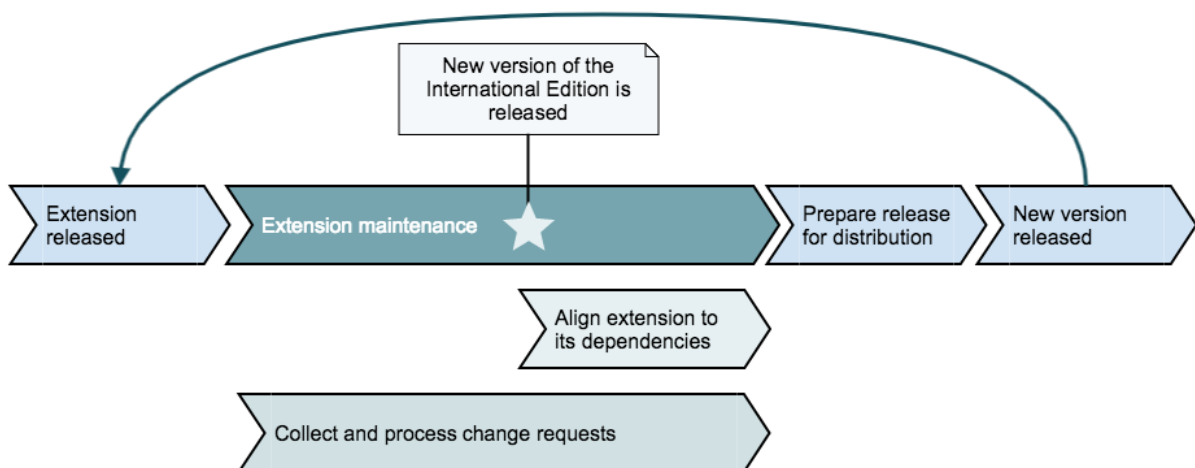 New version of the
International Edition is
released
Extension
released
Extension maintenance
Prepare release
for distribution
New version
released
Align extension to
its dependencies
Collect and process change requests